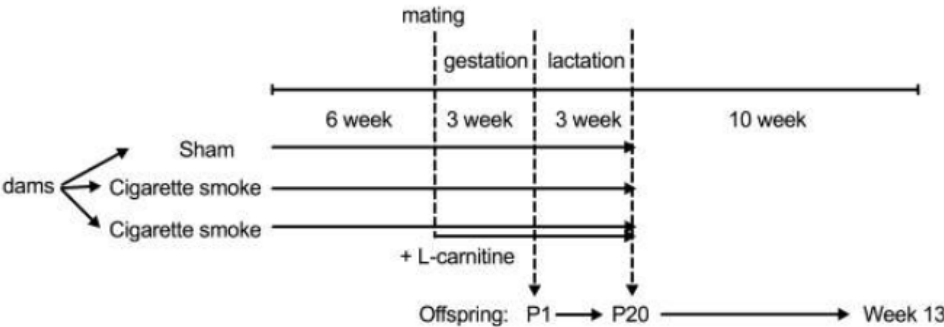 mating
gestation lactation
6 week 3 week 3 week 10 week
Sham
dams Cigarette smoke
Cigarette smoke
+ L-carnitine
Offspring: P1 P20 Week 13